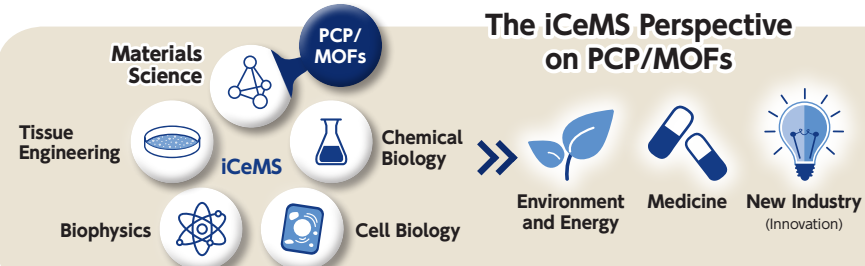 PCP/
MOFs
Materials
Science
Tissue
Engineering
iCeMS
Chemical
Biology
Biophysics
Cell Biology
The iCeMS Perspective
on PCP/MOFs
Environment
and Energy
Medicine
New Industry
(Innovation)